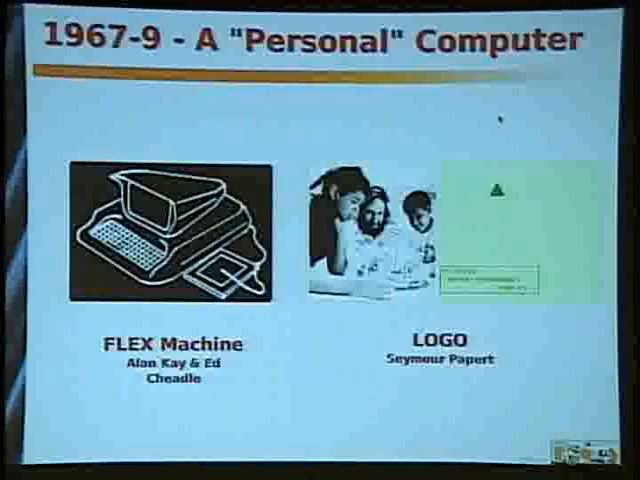 1967-9 - A "Personal" Computer
FLEX Machine
Alan Kay & Ed
Cheadle
LOGO
Seymour Papert